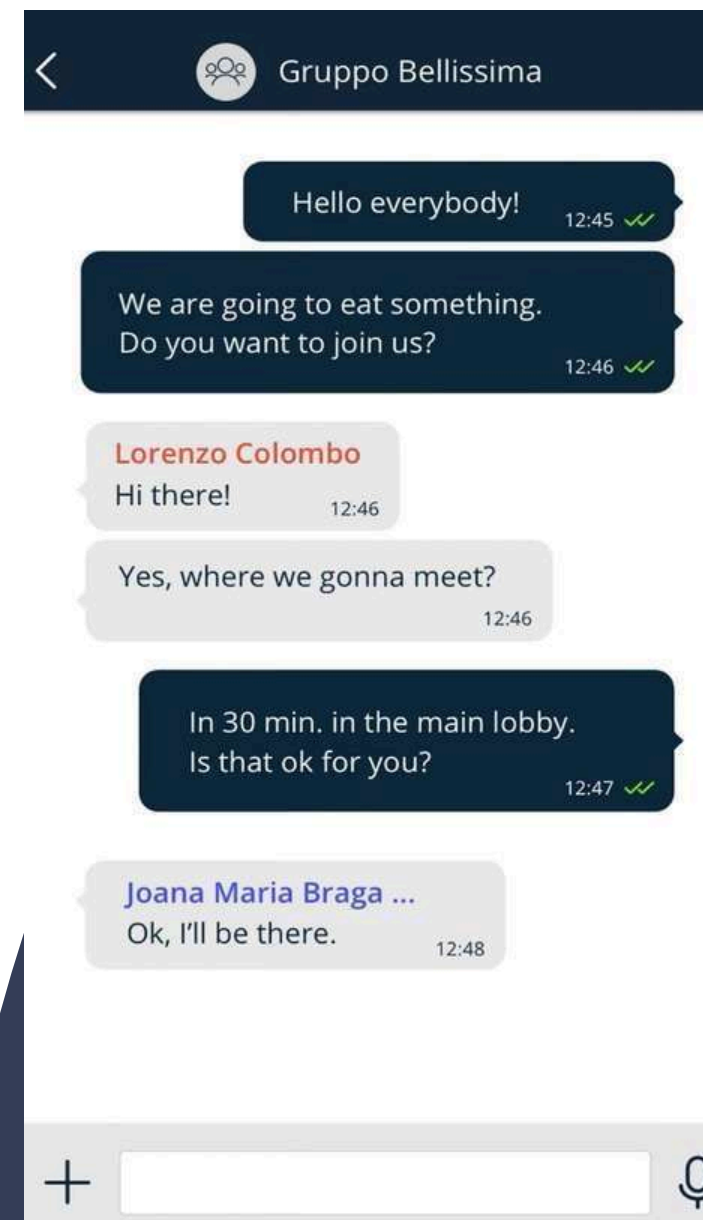 Gruppo Bellissima
Hello everybody!
12:45
We are going to eat something.
Do you want to join us?
12:46
Lorenzo Colombo
Hi there!
12:46
Yes, where we gonna meet?
12:46
In 30 min. in the main lobby.
Is that ok for you?
12:47
Joana Maria Braga ...
Ok, I'll be there.
12:48